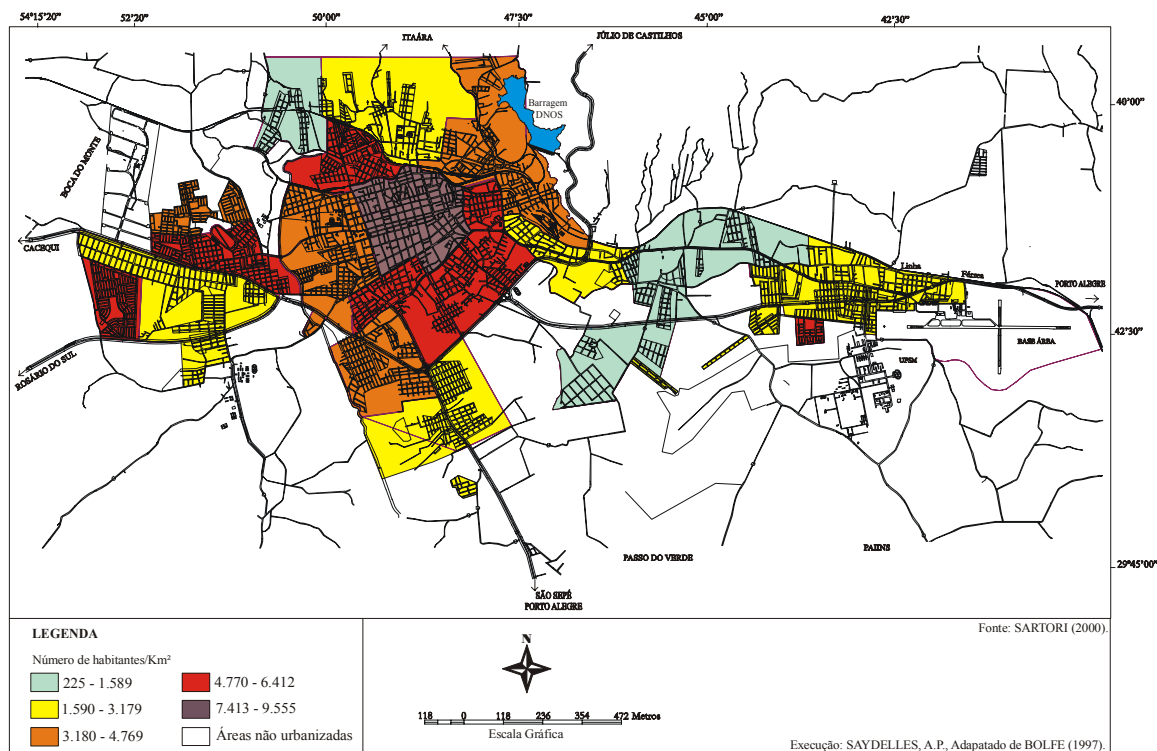 54°15'20" 52'20" 50'00" 47'30" 45'00" 42'30"
ITAÁRA
JÚLIO DE CASTILHOS
40'00"
Barragem
DNOS
BOCA DO MONTE
CACEQUI
Linha Férrea
PORTO ALEGRE
42'30"
BASE ÁREA
ROSÁRIO DO SUL
UFSM
PASSO DO VERDE
PAIINS
29°45'00"
SÃO SEPÉ
PORTO ALEGRE
LEGENDA
Número de habitantes/Km²
225 - 1.589
1.590 - 3.179
3.180 - 4.769
4.770 - 6.412
7.413 - 9.555
Áreas não urbanizadas
N
118 0 118 236 354 472 Metros
Escala Gráfica
Fonte: SARTORI (2000).
Execução: SAYDELLES, A.P., Adapatado de BOLFE (1997).